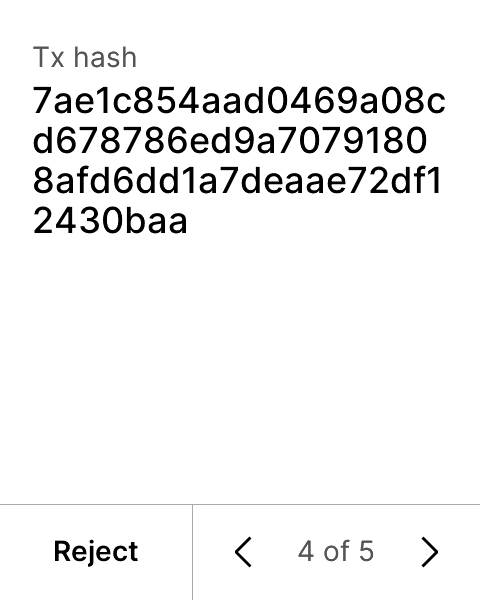 Tx hash
7ae1c854aad0469a08c
d678786ed9a7079180
8afd6dd1a7deaae72df1
2430baa
Reject
4 of 5